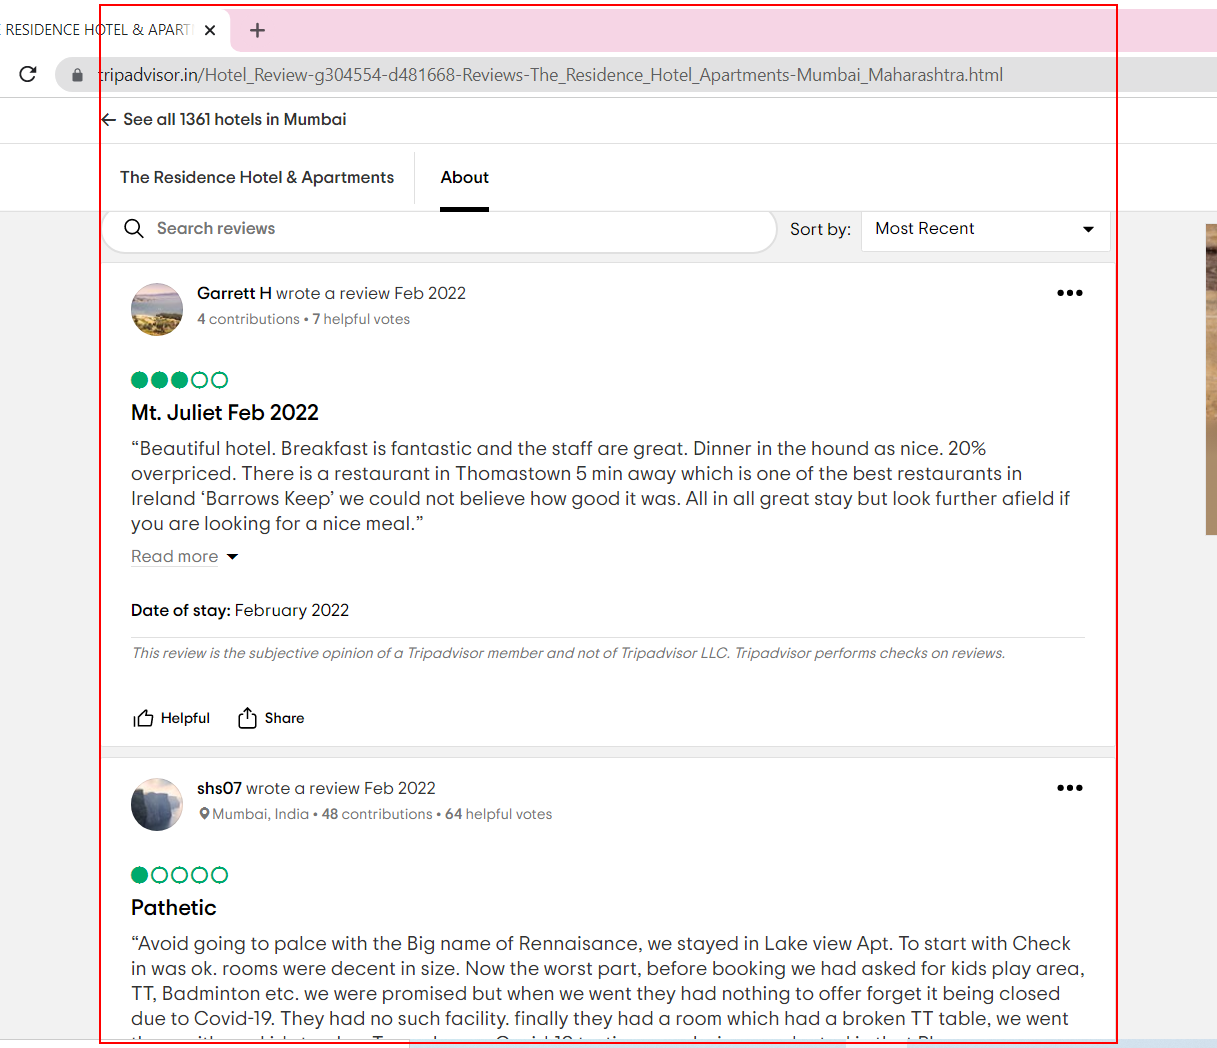 RESIDENCE HOTEL & APART
tripadvisor.in/Hotel_Review-g304554-d481668-Reviews-The_Residence_Hotel_Apartments-Mumbai_Maharashtra.html
See all 1361 hotels in Mumbai
The Residence Hotel & Apartments
About
Search reviews
Sort by:
Most Recent
Garrett H wrote a review Feb 2022
4 contributions • 7 helpful votes
Mt. Juliet Feb 2022
“Beautiful hotel. Breakfast is fantastic and the staff are great. Dinner in the hound as nice. 20%
overpriced. There is a restaurant in Thomastown 5 min away which is one of the best restaurants in
Ireland ‘Barrows Keep’ we could not believe how good it was. All in all great stay but look further afield if
you are looking for a nice meal.”
Read more
Date of stay: February 2022
This review is the subjective opinion of a Tripadvisor member and not of Tripadvisor LLC. Tripadvisor performs checks on reviews.
Helpful
Share
shs07 wrote a review Feb 2022
Mumbai, India • 48 contributions • 64 helpful votes
Pathetic
“Avoid going to palce with the Big name of Rennaisance, we stayed in Lake view Apt. To start with Check
in was ok. rooms were decent in size. Now the worst part, before booking we had asked for kids play area,
TT, Badminton etc. we were promised but when we went they had nothing to offer forget it being closed
due to Covid-19. They had no such facility. finally they had a room which had a broken TT table, we went